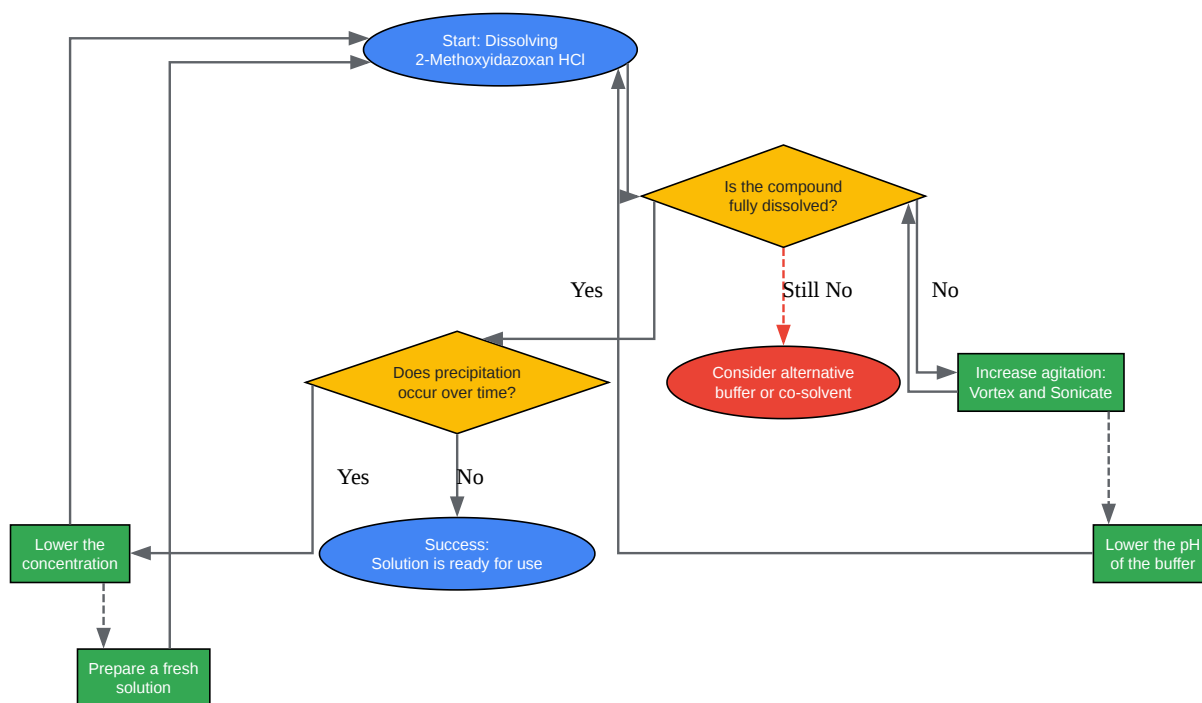 Start: Dissolving
2-Methoxyidazoxan HCl
Is the compound
fully dissolved?
Yes
Still No
No
Does precipitation
occur over time?
Consider alternative
buffer or co-solvent
Increase agitation:
Vortex and Sonicate
Yes
No
Lower the
concentration
Success:
Solution is ready for use
Lower the pH
of the buffer
Prepare a fresh
solution